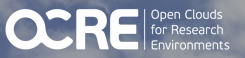 OCRE
Open Clouds
for Research
Environments